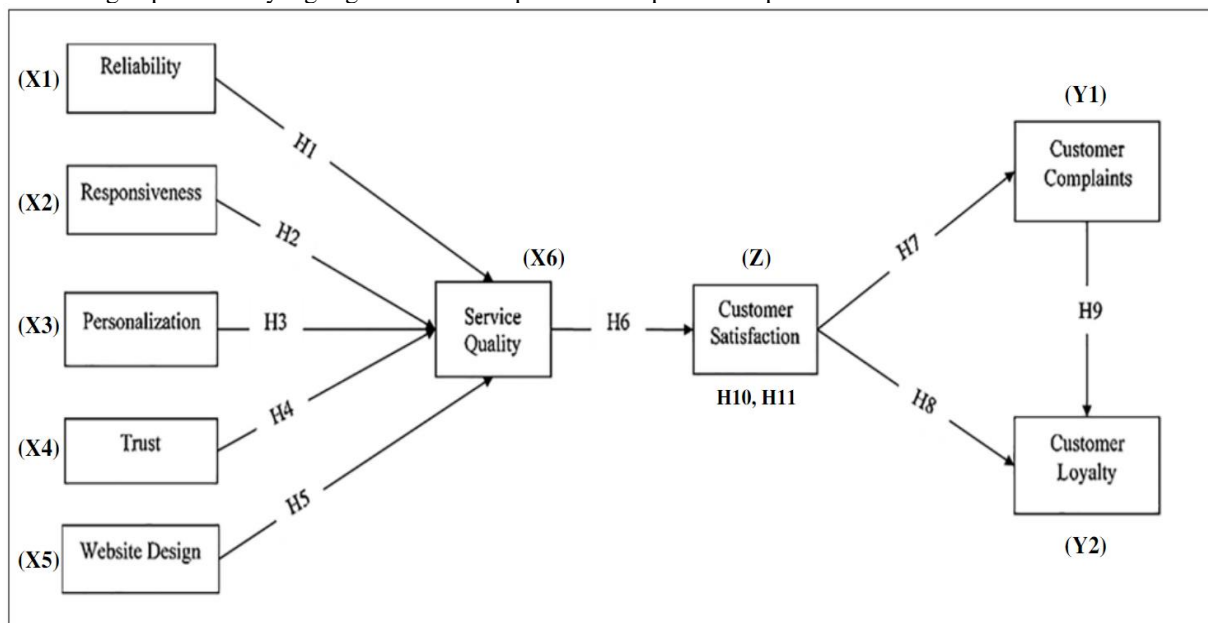 (X1)
Reliability
H1
(X2)
Responsiveness
H2
(X3)
Personalization
H3
(X4)
Trust
H4
(X5)
Website Design
H5
(X6)
Service
Quality
H6
(Z)
Customer
Satisfaction
H10, H11
H7
H8
(Y1)
Customer
Complaints
H9
Customer
Loyalty
(Y2)